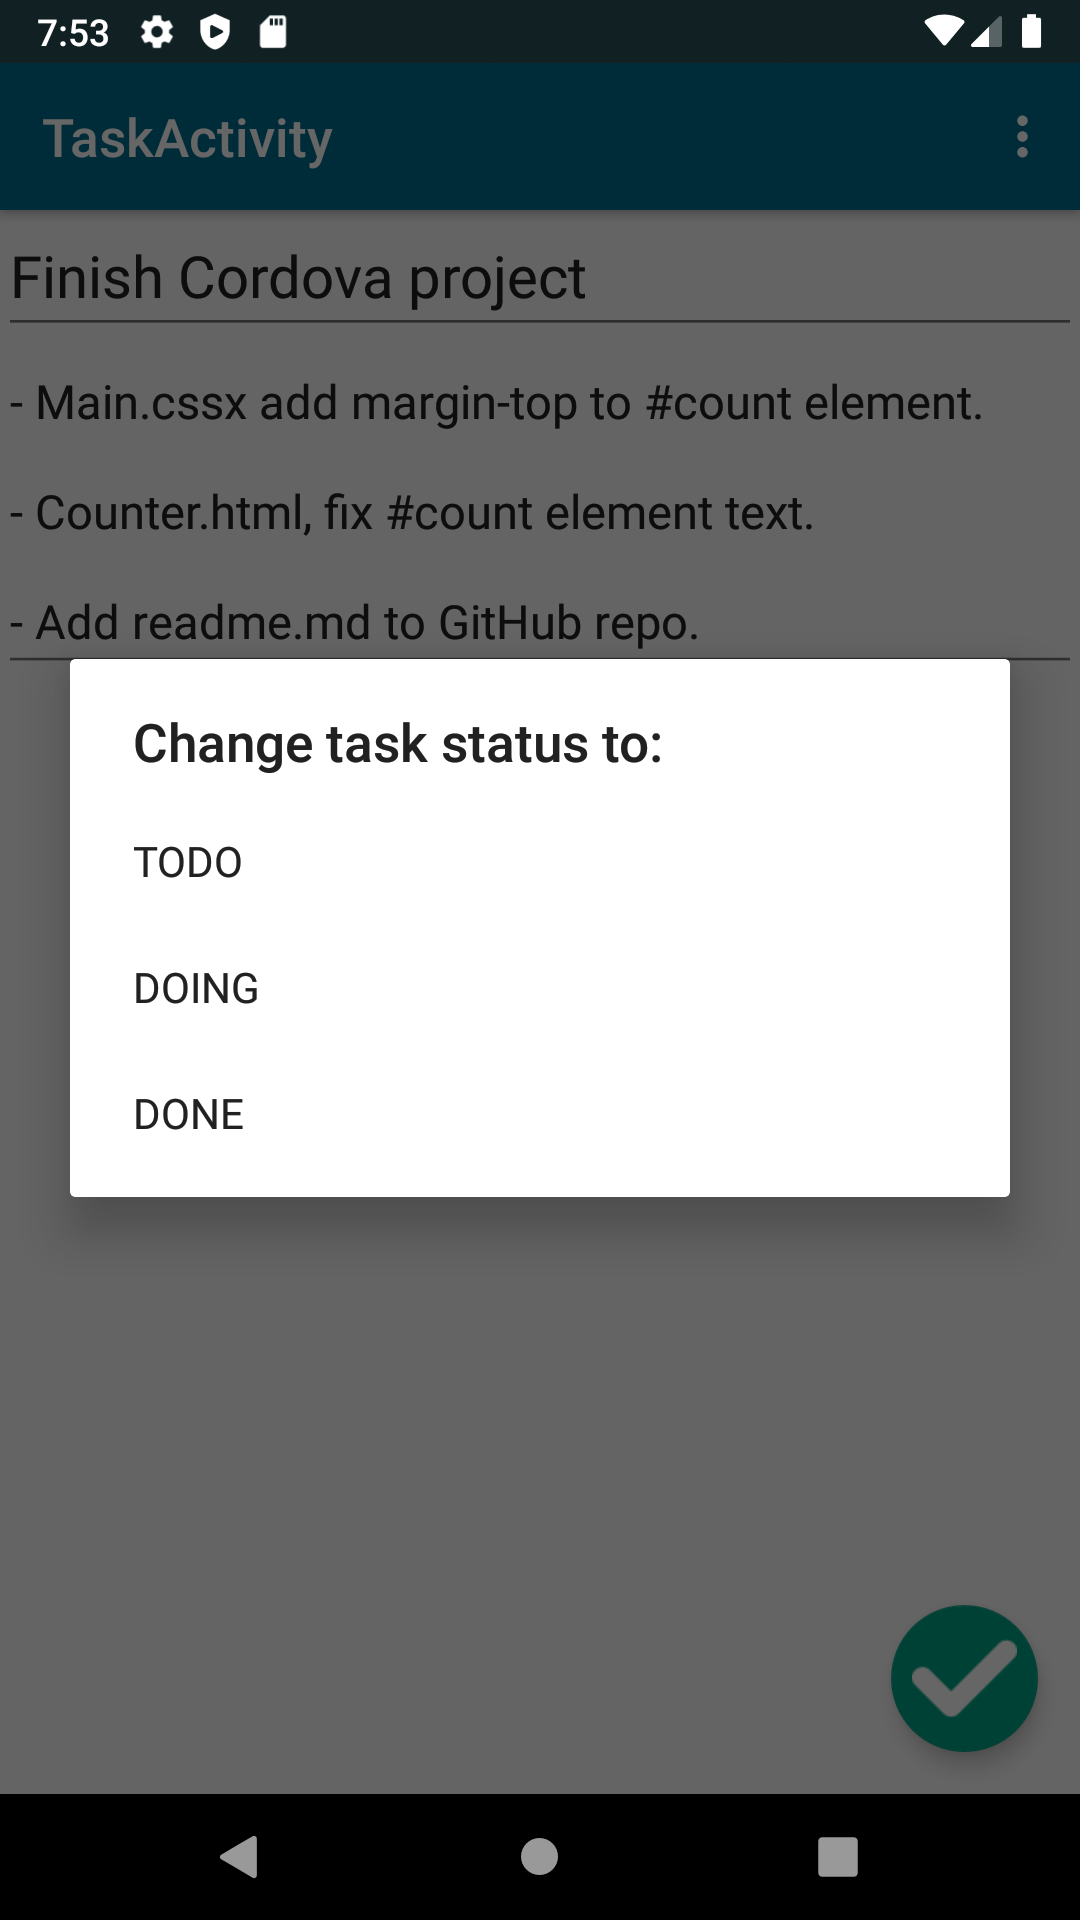 7:53
TaskActivity
Finish Cordova project
- Main.cssx add margin-top to #count element.
- Counter.html, fix #count element text.
- Add readme.md to GitHub repo.
Change task status to:
TODO
DOING
DONE